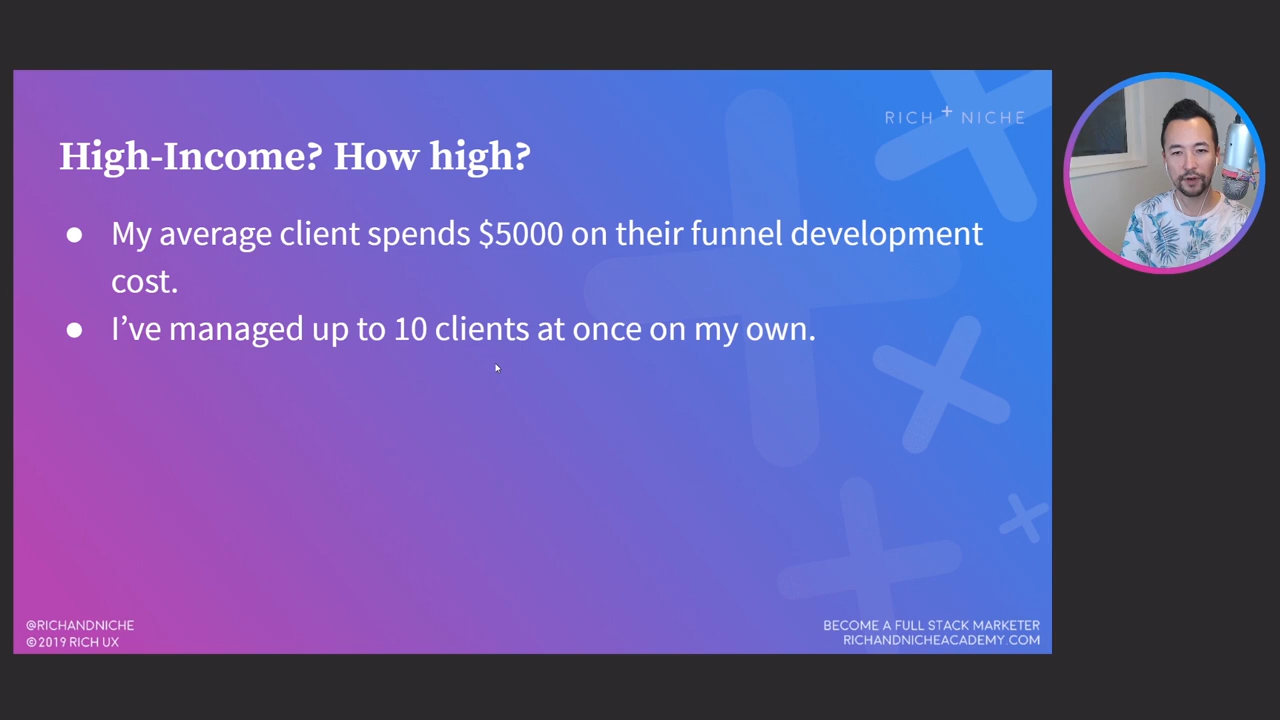 RICH + NICHE
High-Income? How high?
● My average client spends $5000 on their funnel development
cost.
● I’ve managed up to 10 clients at once on my own.
@RICHANDNICHE
©2019 RICH UX
BECOME A FULL STACK MARKETER
RICHANDNICHEACADEMY.COM